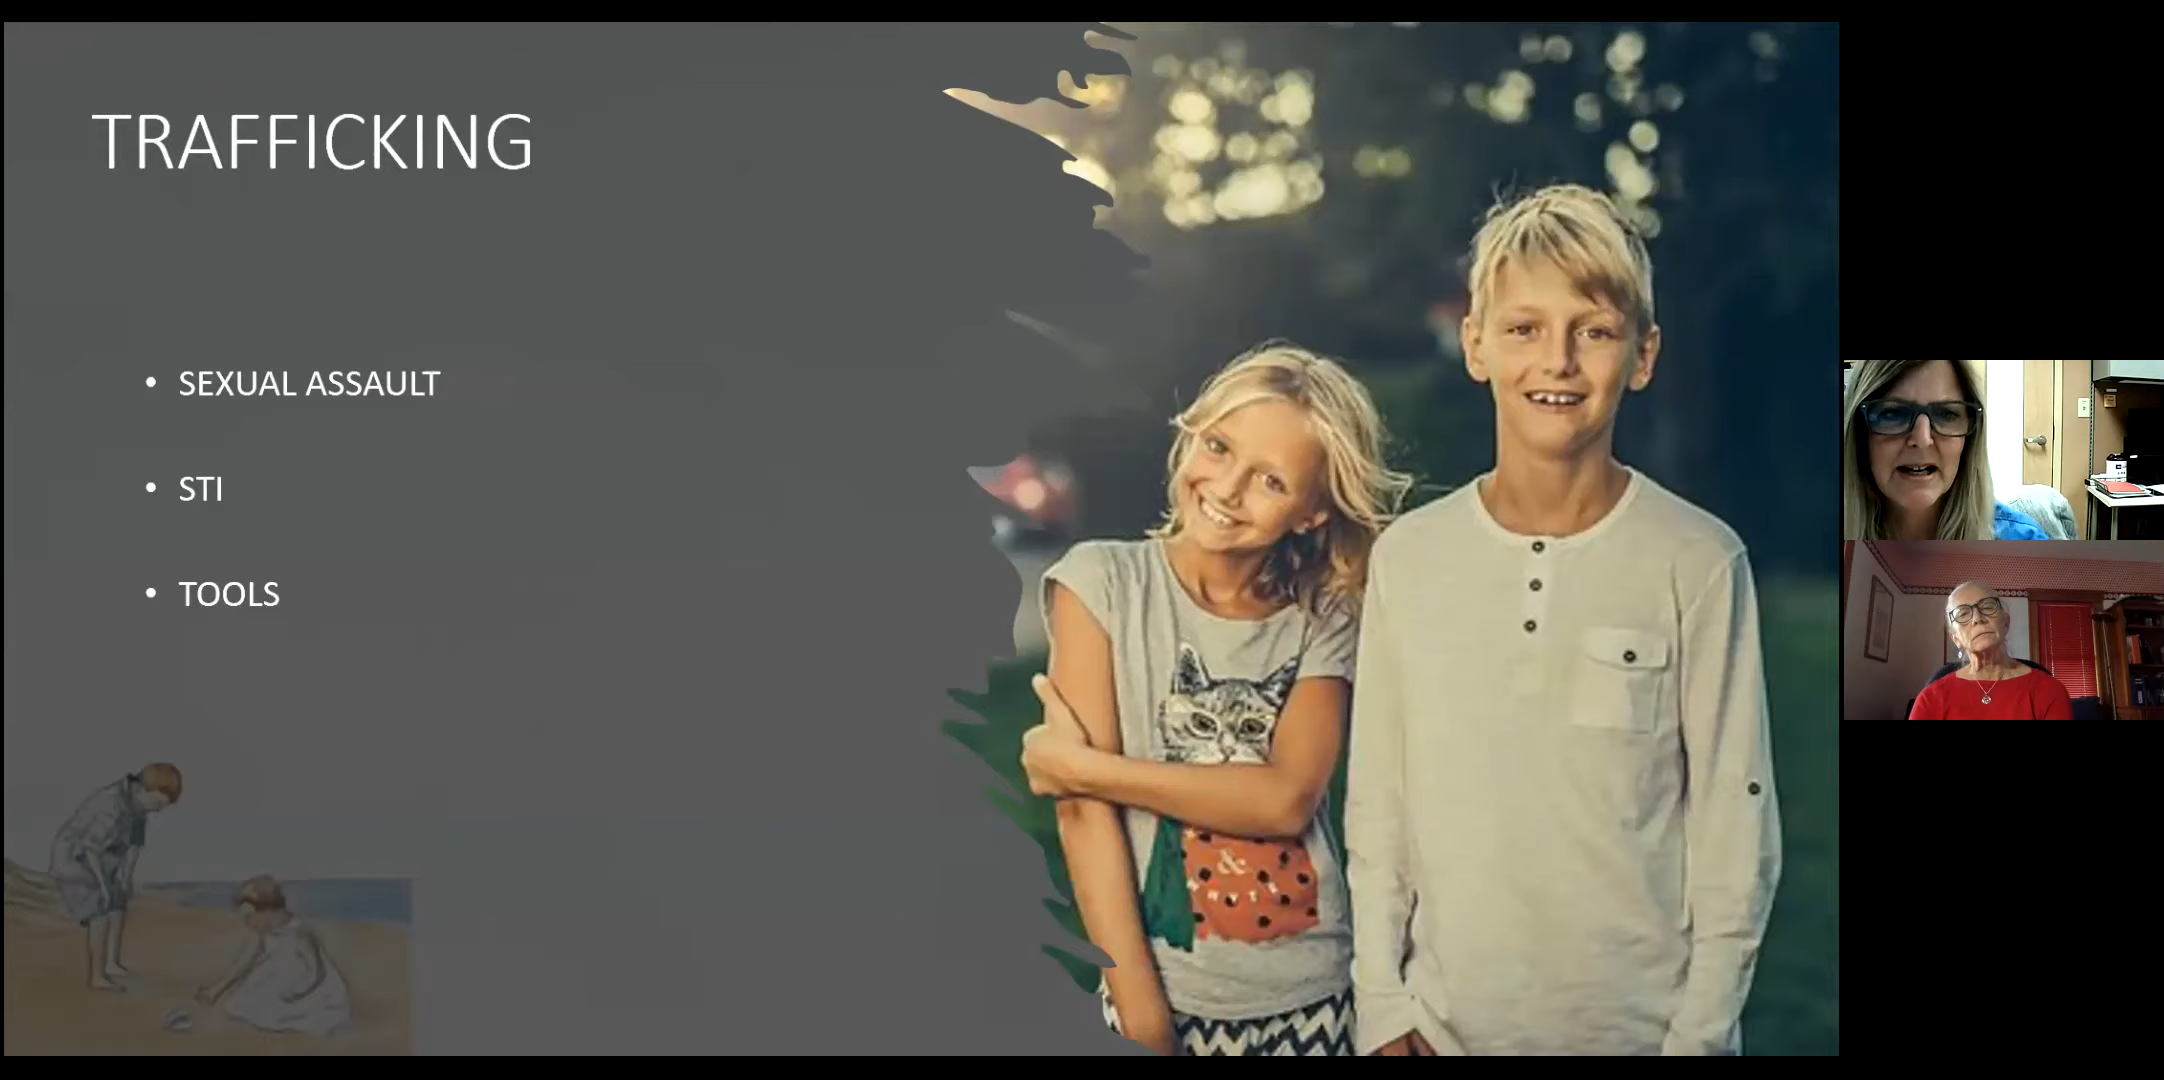 TRAFFICKING
• SEXUAL ASSAULT
• STI
• TOOLS
&